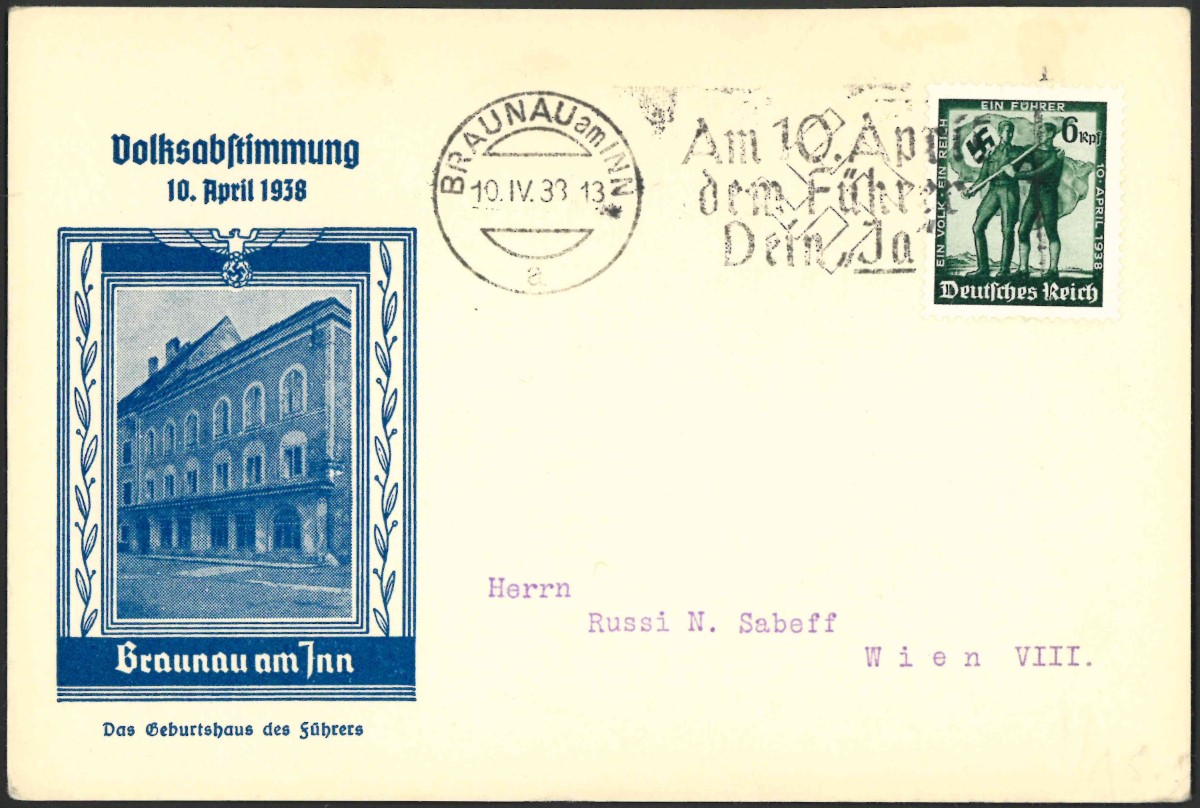 Volksabstimmung
10. April 1938
Braunau am Inn
Das Geburtshaus des Führers
BRAUNAU am INN
10. IV. 38 13
a
Am 10. April
dem Führer
Dein „Ja“
EIN FÜHRER
EIN VOLK EIN REICH
6 Rpf
10. APRIL 1938
Deutsches Reich
Herrn
Russi N. Sabeff
Wien VIII.